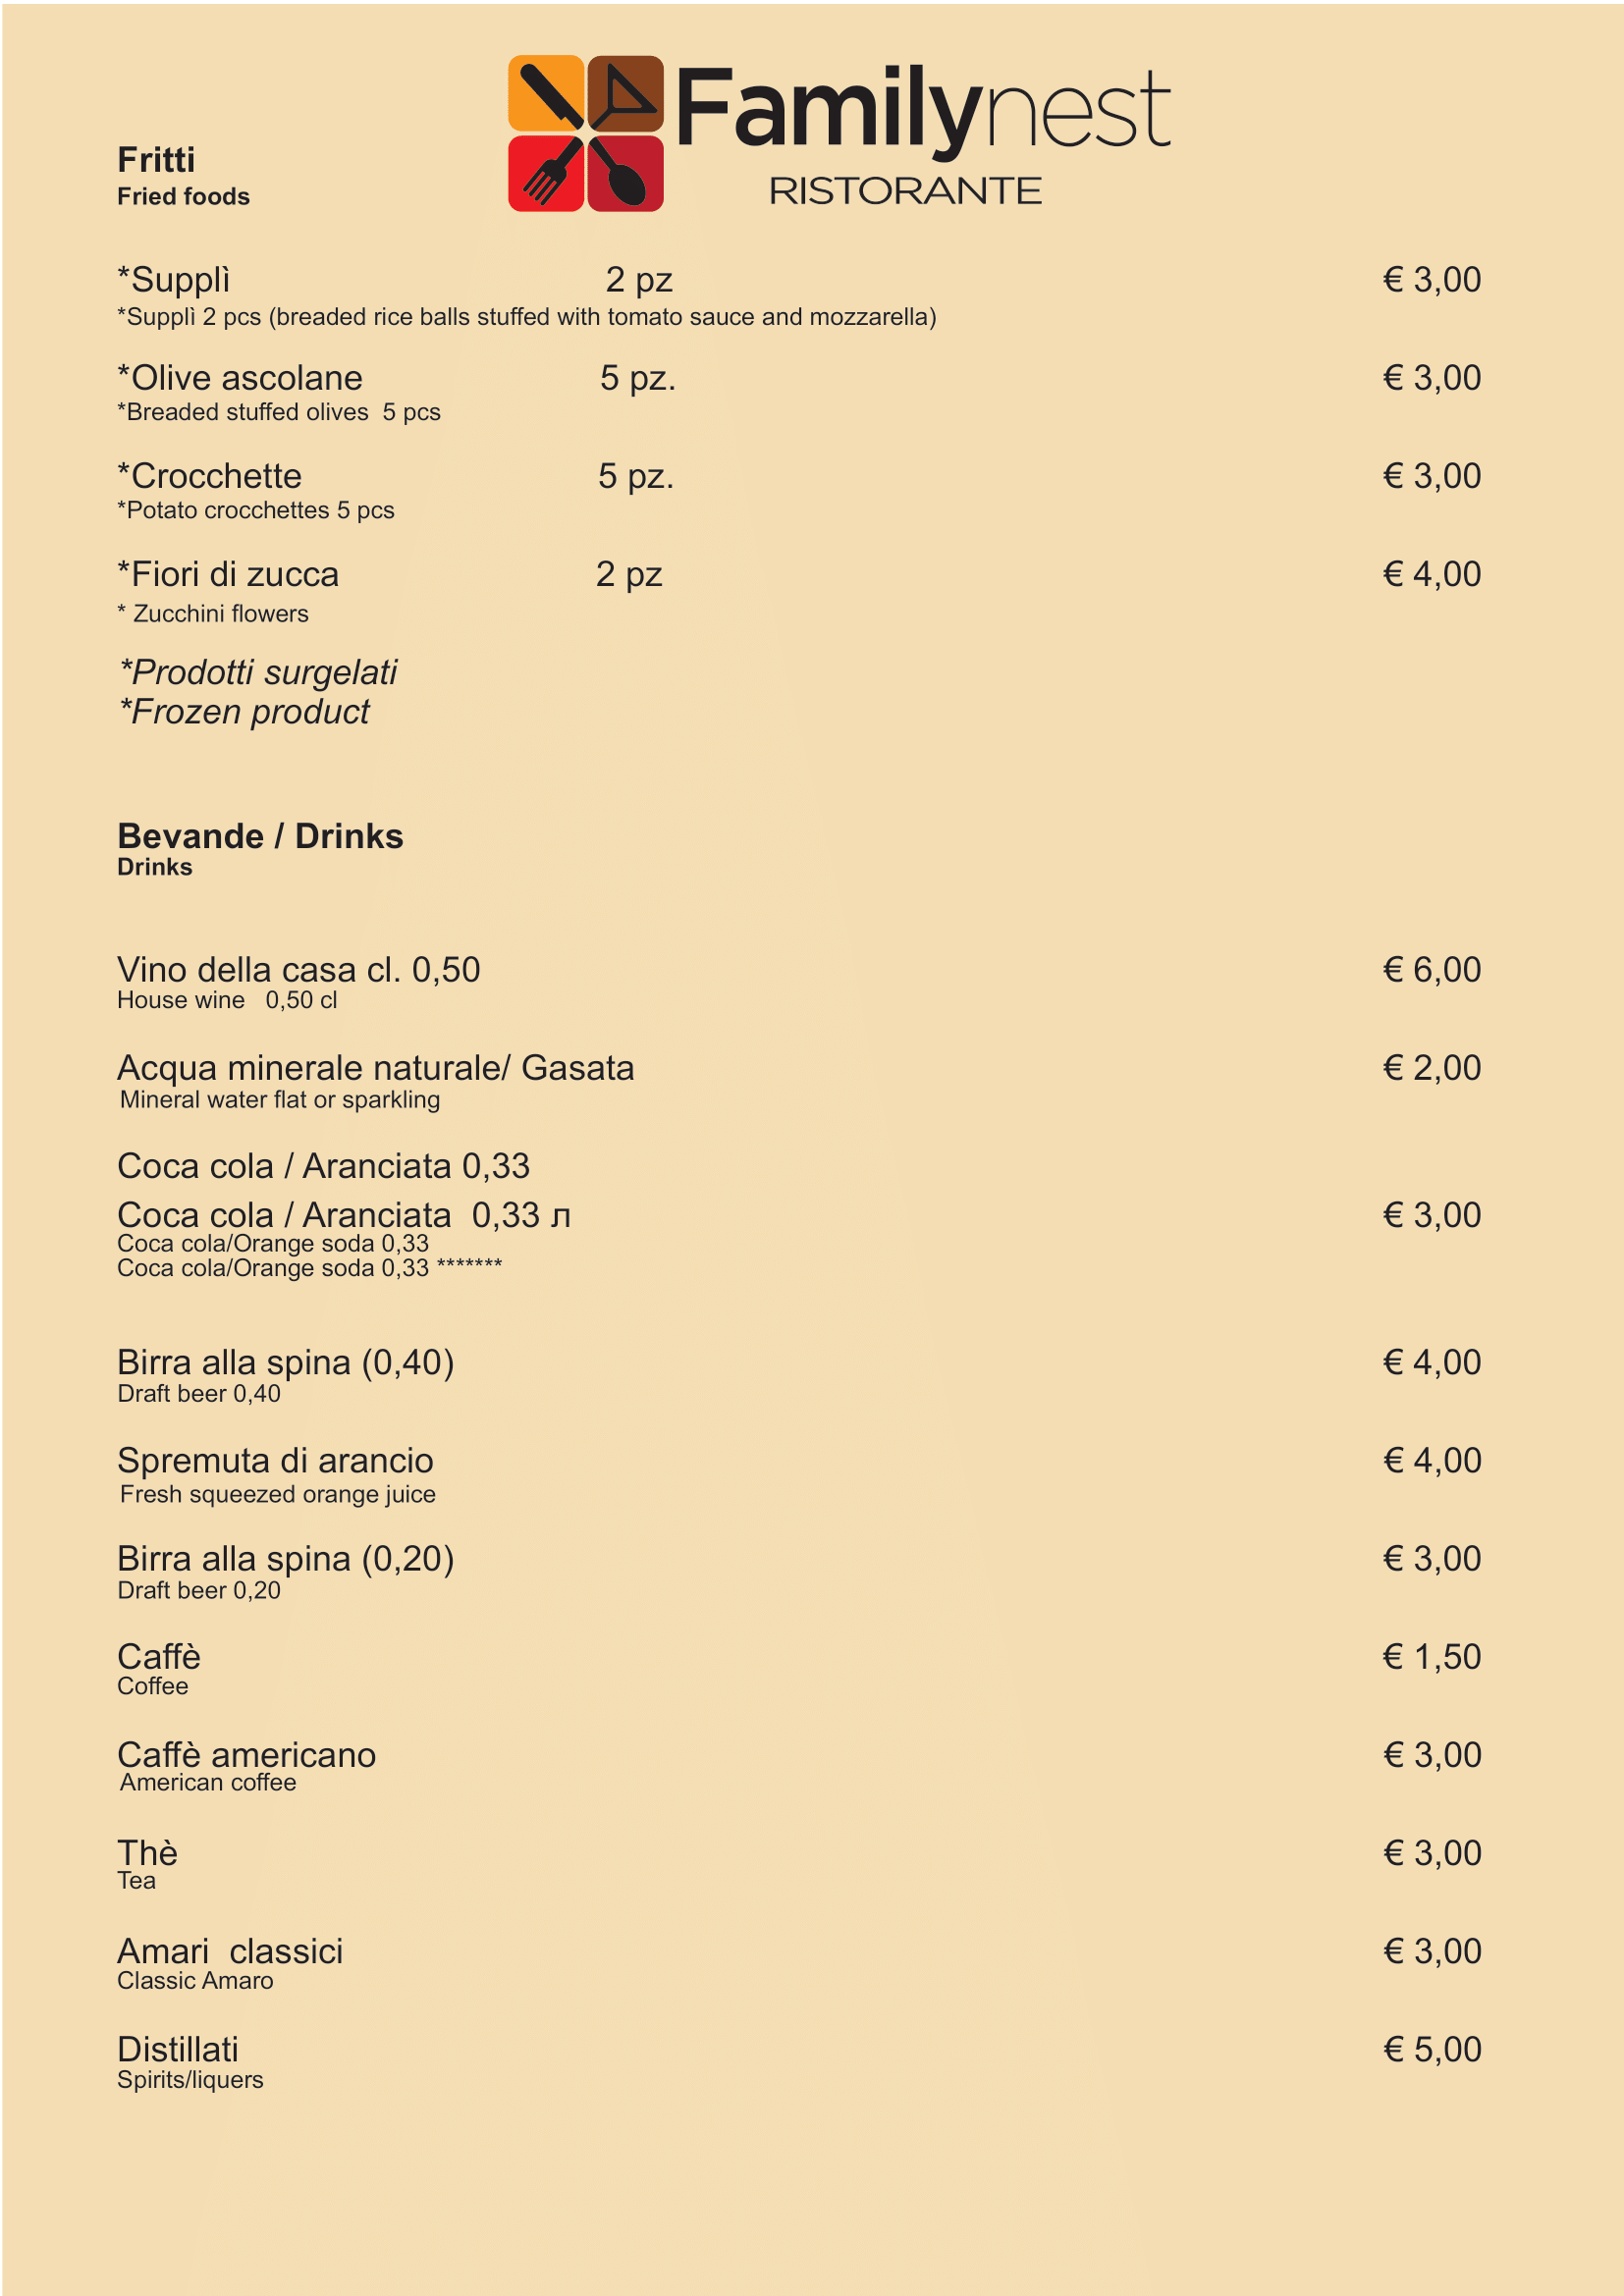 Familynest
RISTORANTE
Fritti
Fried foods
*Supplì 2 pz € 3,00
*Supplì 2 pcs (breaded rice balls stuffed with tomato sauce and mozzarella)
*Olive ascolane 5 pz. € 3,00
*Breaded stuffed olives 5 pcs
*Crocchette 5 pz. € 3,00
*Potato crocchettes 5 pcs
*Fiori di zucca 2 pz € 4,00
* Zucchini flowers
*Prodotti surgelati
*Frozen product
Bevande / Drinks
Drinks
Vino della casa cl. 0,50 € 6,00
House wine 0,50 cl
Acqua minerale naturale/ Gasata € 2,00
Mineral water flat or sparkling
Coca cola / Aranciata 0,33
Coca cola / Aranciata 0,33 л € 3,00
Coca cola/Orange soda 0,33
Coca cola/Orange soda 0,33 *******
Birra alla spina (0,40) € 4,00
Draft beer 0,40
Spremuta di arancio € 4,00
Fresh squeezed orange juice
Birra alla spina (0,20) € 3,00
Draft beer 0,20
Caffè € 1,50
Coffee
Caffè americano € 3,00
American coffee
Thè € 3,00
Tea
Amari classici € 3,00
Classic Amaro
Distillati € 5,00
Spirits/liquers